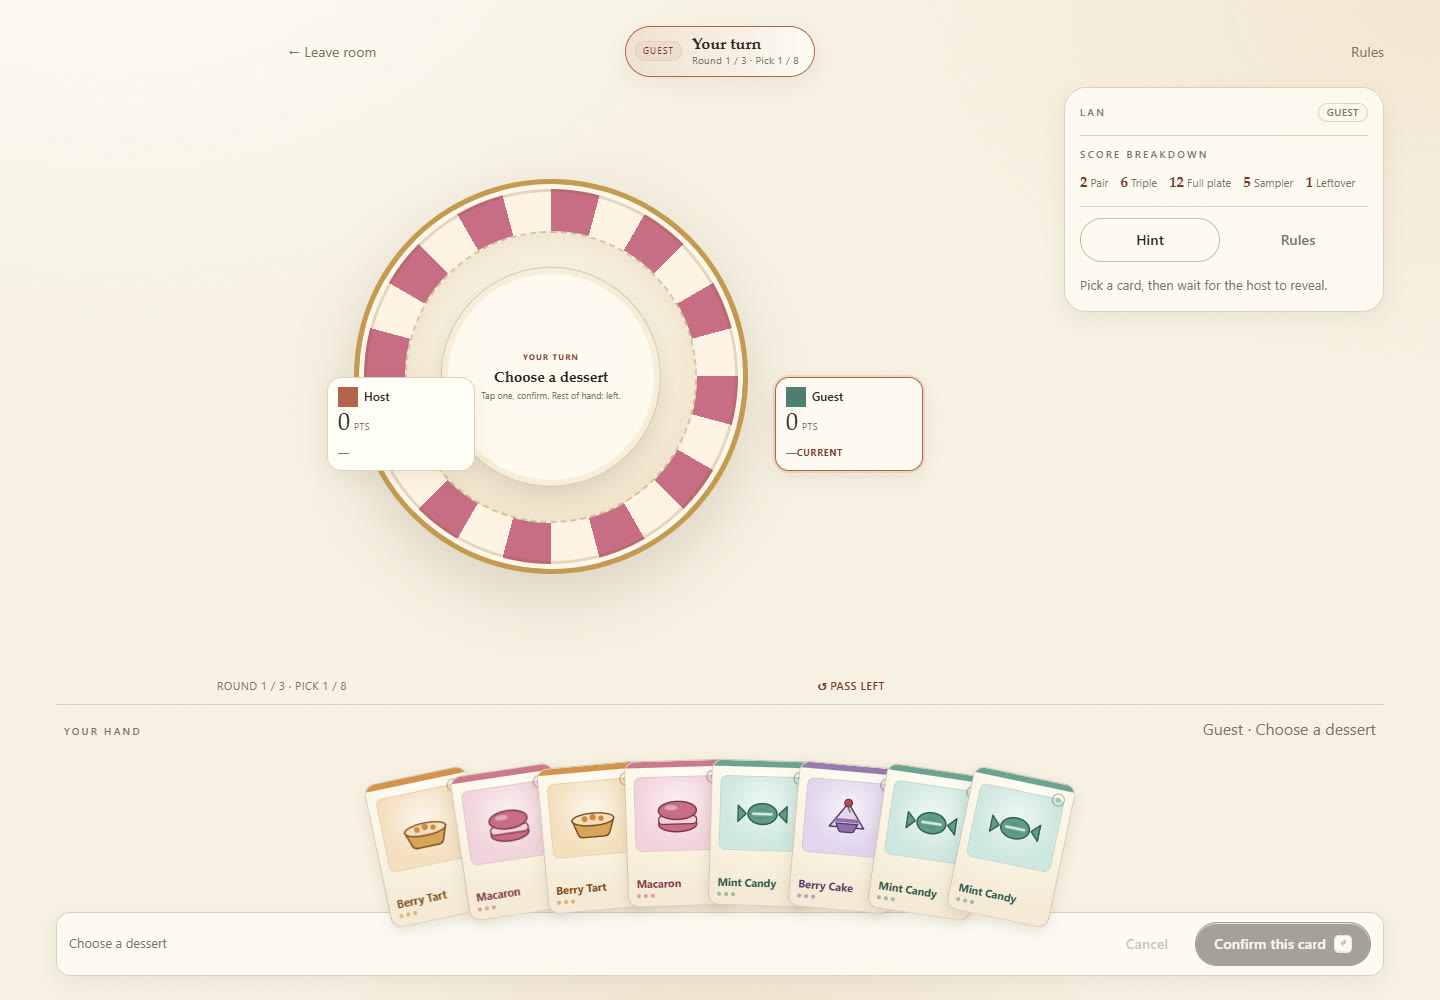 ← Leave room
GUEST
Your turn
Round 1 / 3 · Pick 1 / 8
Rules
LAN
GUEST
SCORE BREAKDOWN
2 Pair 6 Triple 12 Full plate 5 Sampler 1 Leftover
Hint
Rules
Pick a card, then wait for the host to reveal.
YOUR TURN
Choose a dessert
Tap one, confirm. Rest of hand: left.
Host
0 PTS
—
Guest
0 PTS
—CURRENT
ROUND 1 / 3 · PICK 1 / 8
↺ PASS LEFT
YOUR HAND
Guest · Choose a dessert
Berry Tart
Macaron
Berry Tart
Macaron
Mint Candy
Berry Cake
Mint Candy
Mint Candy
Choose a dessert
Cancel
Confirm this card